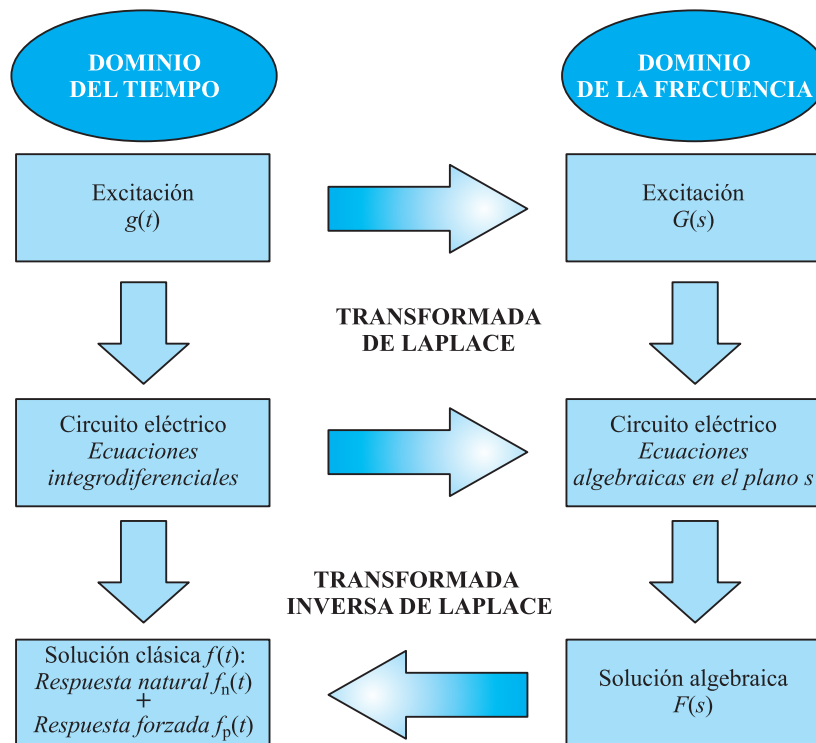 DOMINIO
DEL TIEMPO
DOMINIO
DE LA FRECUENCIA
Excitación
g(t)
Excitación
G(s)
TRANSFORMADA
DE LAPLACE
Circuito eléctrico
Ecuaciones
integrodiferenciales
Circuito eléctrico
Ecuaciones
algebraicas en el plano s
TRANSFORMADA
INVERSA DE LAPLACE
Solución clásica f(t):
Respuesta natural fn(t)
+
Respuesta forzada fp(t)
Solución algebraica
F(s)